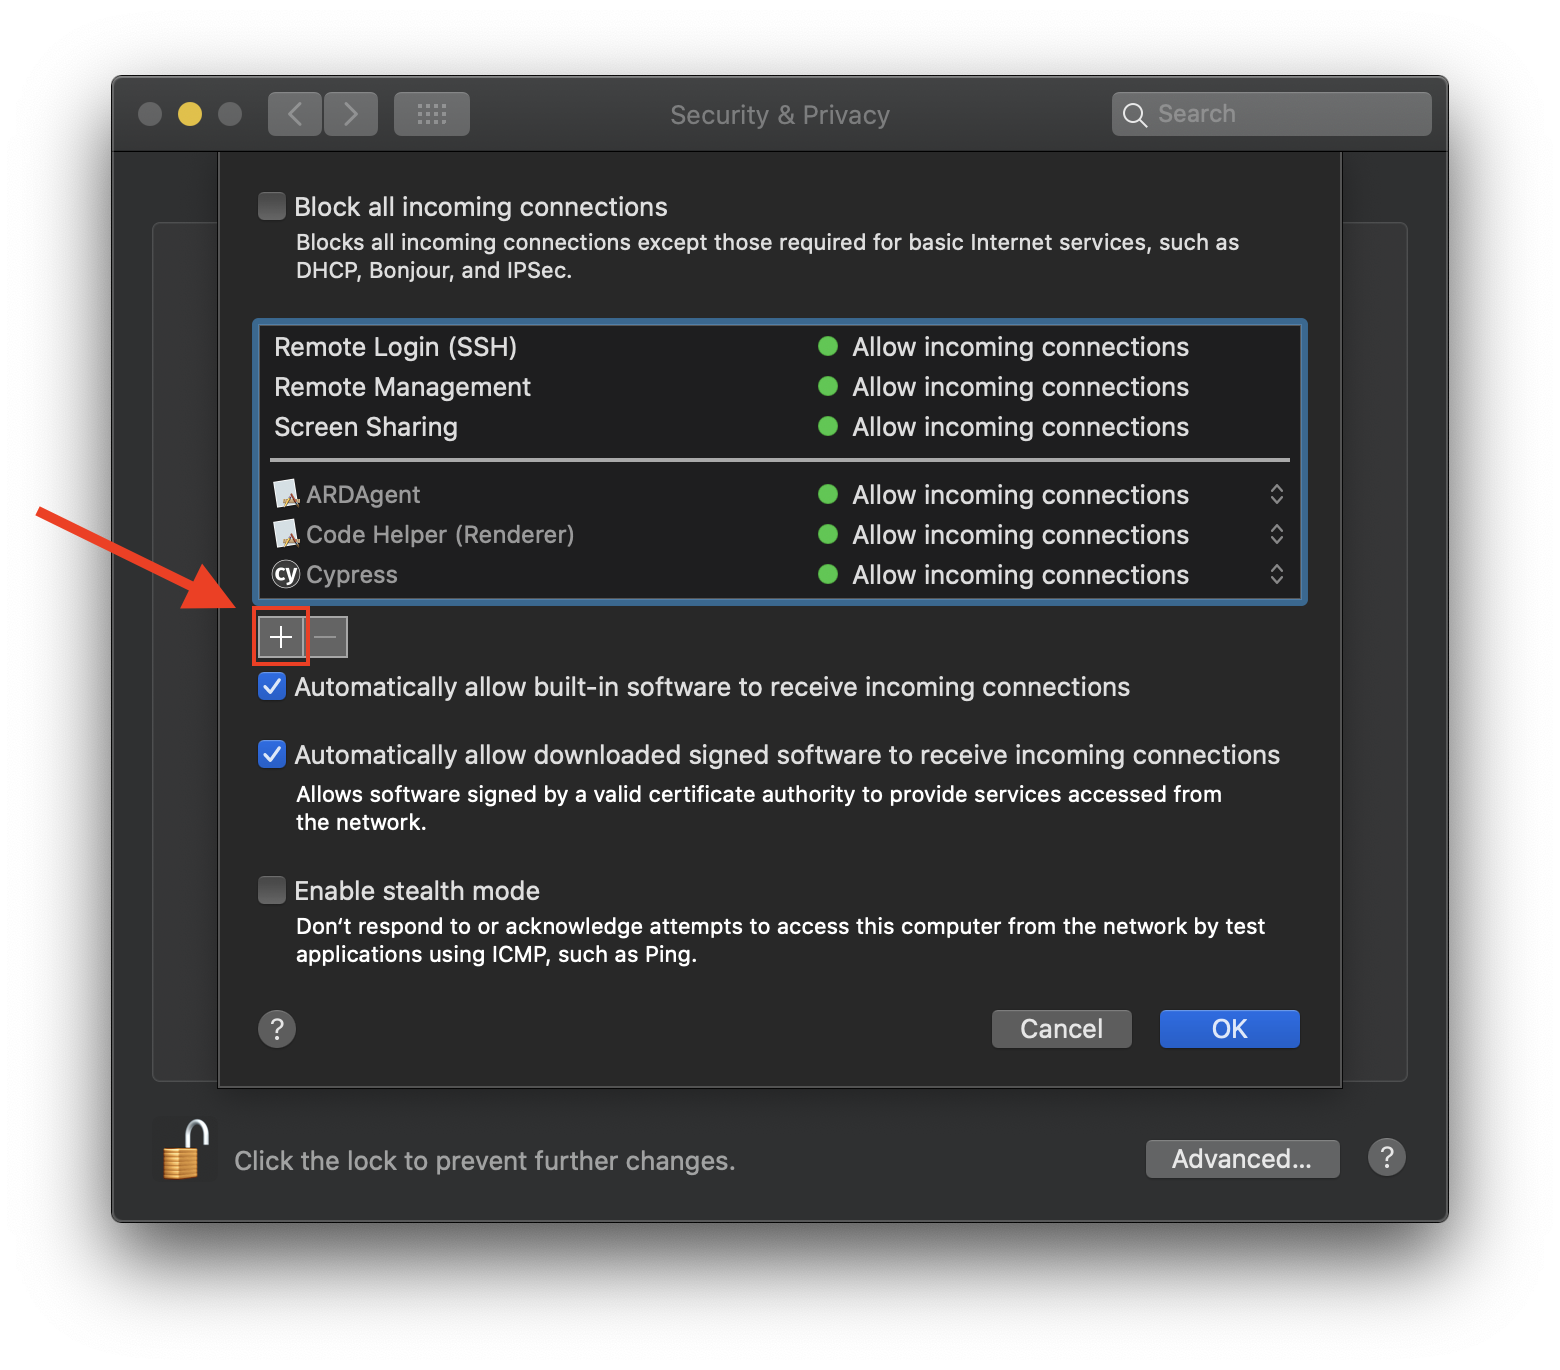 Security & Privacy
Search
Block all incoming connections
Blocks all incoming connections except those required for basic Internet services, such as
DHCP, Bonjour, and IPSec.
Remote Login (SSH) Allow incoming connections
Remote Management Allow incoming connections
Screen Sharing Allow incoming connections
ARDAgent Allow incoming connections
Code Helper (Renderer) Allow incoming connections
cy Cypress Allow incoming connections
Automatically allow built-in software to receive incoming connections
Automatically allow downloaded signed software to receive incoming connections
Allows software signed by a valid certificate authority to provide services accessed from
the network.
Enable stealth mode
Don’t respond to or acknowledge attempts to access this computer from the network by test
applications using ICMP, such as Ping.
? Cancel OK
Click the lock to prevent further changes. Advanced... ?